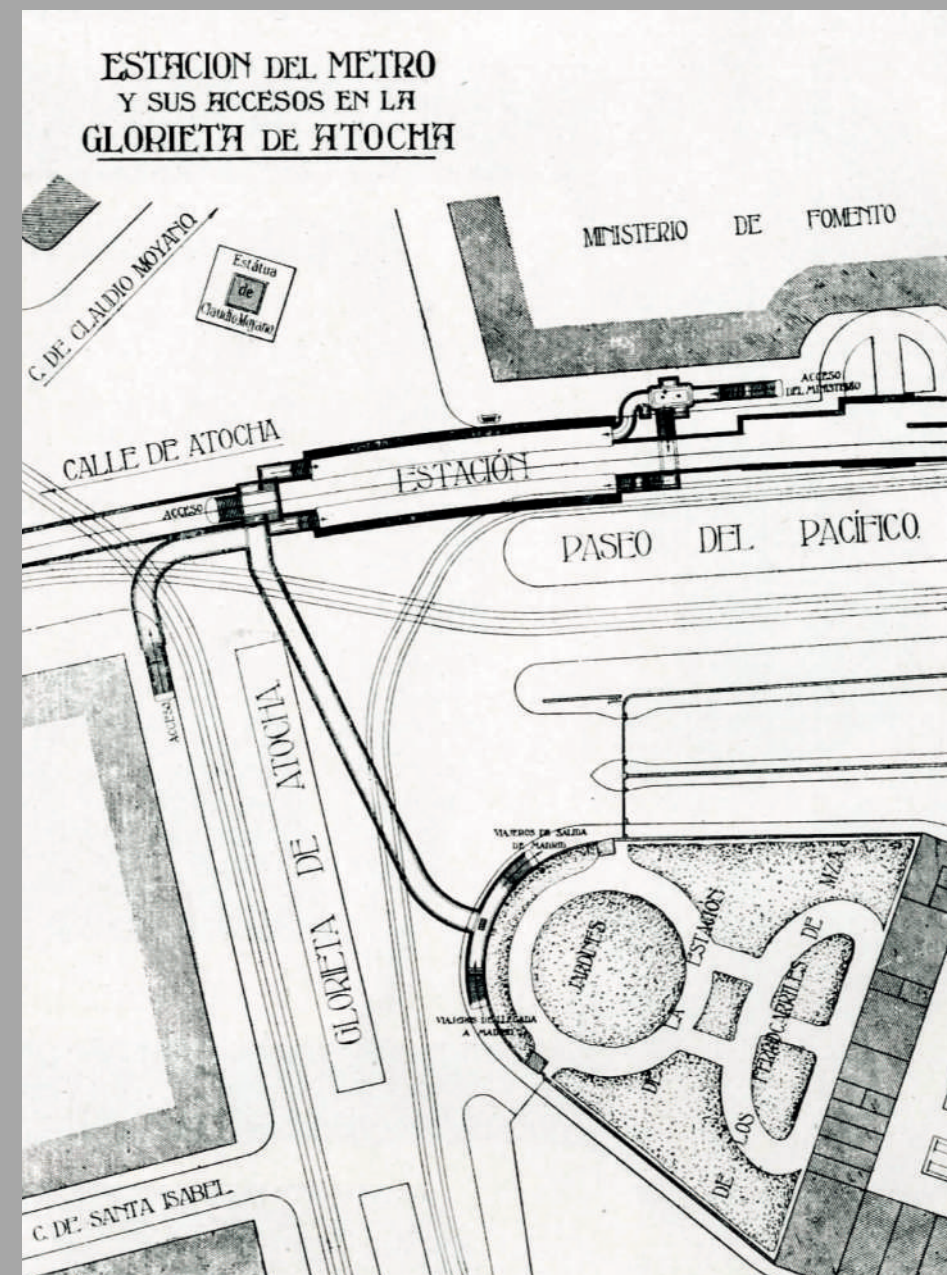 ESTACION DEL METRO
Y SUS ACCESOS EN LA
GLORIETA DE ATOCHA
MINISTERIO DE FOMENTO
C. DE CLAUDIO MOYANO
Estátua
de
Claudio Moyano
ACCESO
DEL MINISTERIO
CALLE DE ATOCHA
ESTACIÓN
ACCESO
PASEO DEL PACÍFICO
ACCESO
GLORIETA DE ATOCHA
VIAJEROS DE SALIDA
DE MADRID
JARDINES
DE LA ESTACION
DE LOS FERROCARRILES DE MZA
VIAJEROS DE LLEGADA
A MADRID
C. DE SANTA ISABEL